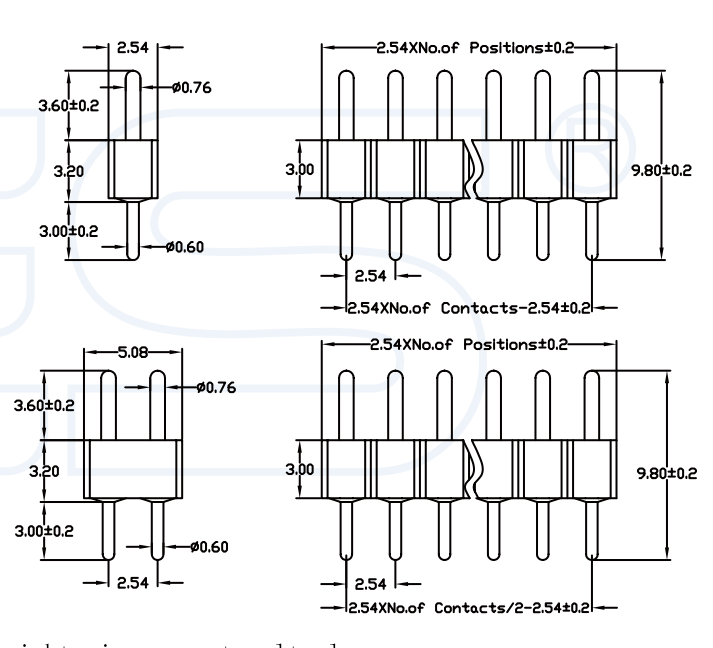 2.54
2.54XNo.of Positions±0.2
Ø0.76
3.60±0.2
3.20
3.00
9.80±0.2
3.00±0.2
Ø0.60
2.54
2.54XNo.of Contacts-2.54±0.2
5.08
2.54XNo.of Positions±0.2
Ø0.76
3.60±0.2
3.20
3.00
9.80±0.2
3.00±0.2
Ø0.60
2.54
2.54
2.54XNo.of Contacts/2-2.54±0.2
®